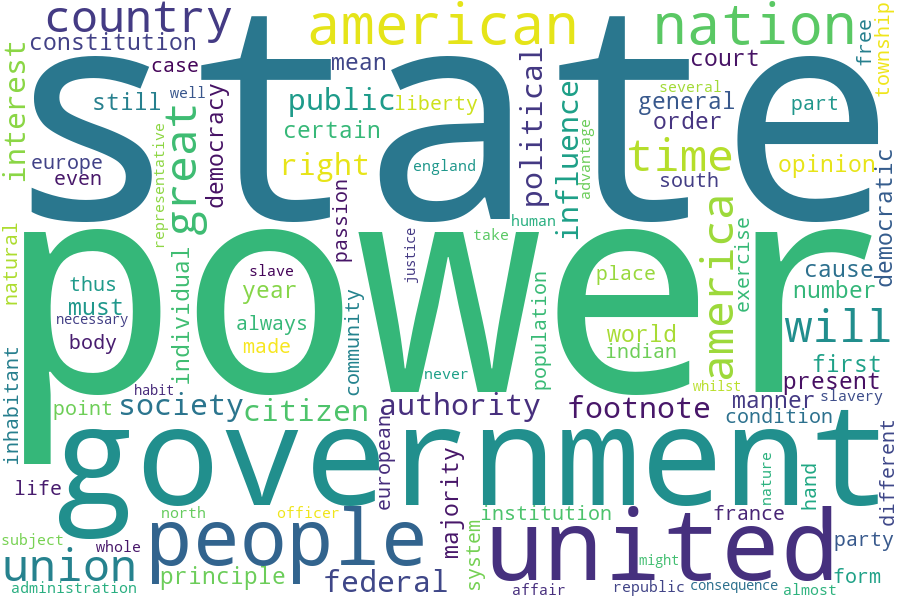 country
american
nation
free
township
constitution
interest
case
mean
court
state
still
well
public
liberty
several
general
part
order
europe
even
representative
great
democracy
certain
right
passion
england
political
influence
advantage
time
south
opinion
democratic
natural
thus
must
necessary
body
individual
slave
year
always
made
community
justice
take
human
population
place
world
indian
america
exercise
cause
number
will
power
inhabitant
point
habit
society
citizen
never
authority
footnote
whilst
first
present
slavery
manner
condition
government
life
european
majority
nature
hand
different
north
officer
people
system
institution
united
france
party
subject
whole
union
administration
principle
federal
affair
might
republic
consequence
almost
form